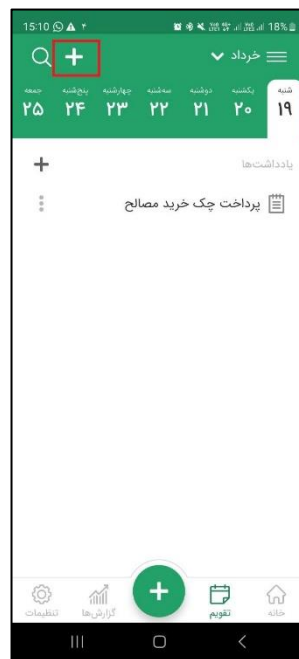 15:10 18%
خرداد
شنبه یکشنبه دوشنبه سه‌شنبه چهارشنبه پنج‌شنبه جمعه
۱۹ ۲۰ ۲۱ ۲۲ ۲۳ ۲۴ ۲۵
یادداشت‌ها
پرداخت چک خرید مصالح
خانه تقویم گزارش‌ها تنظیمات